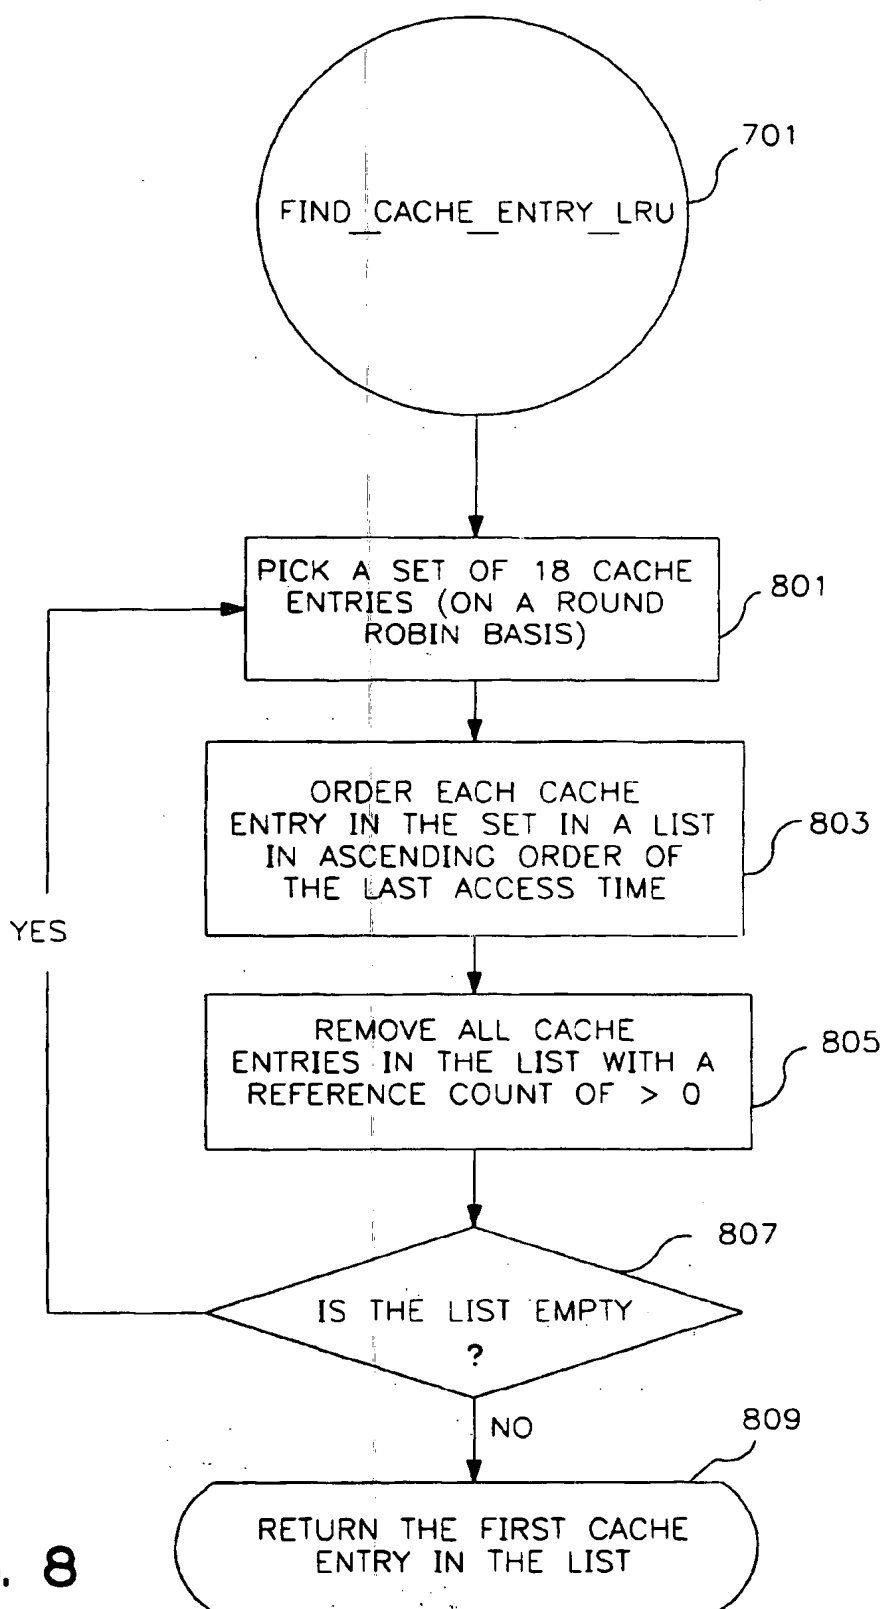 701
FIND_CACHE_ENTRY_LRU
PICK A SET OF 18 CACHE
ENTRIES (ON A ROUND
ROBIN BASIS)
801
ORDER EACH CACHE
ENTRY IN THE SET IN A LIST
IN ASCENDING ORDER OF
THE LAST ACCESS TIME
803
YES
REMOVE ALL CACHE
ENTRIES IN THE LIST WITH A
REFERENCE COUNT OF > 0
805
807
IS THE LIST EMPTY
?
NO
809
RETURN THE FIRST CACHE
ENTRY IN THE LIST
. 8